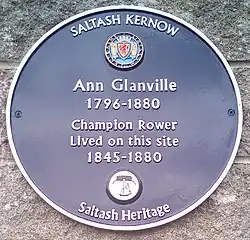 SALTASH KERNOW
Ann Glanville
1796-1880
Champion Rower
Lived on this site
1845-1880
Saltash Heritage